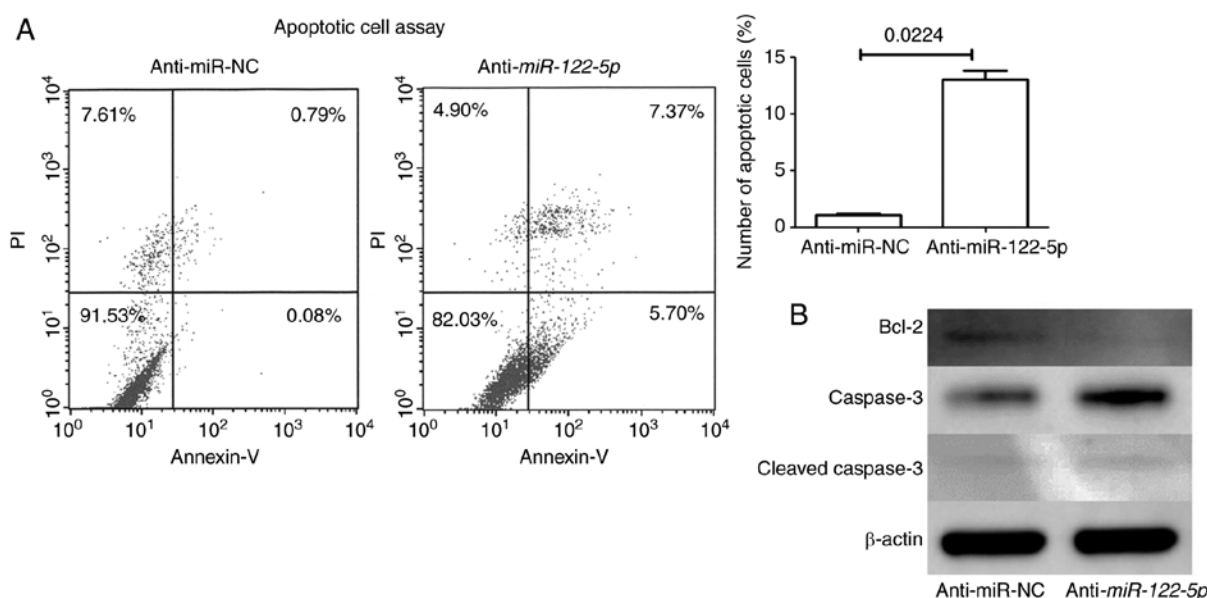 A
Apoptotic cell assay
Anti-miR-NC
10⁴
10³
10²
10¹
10⁰
PI
7.61%
0.79%
91.53%
0.08%
10⁰ 10¹ 10² 10³ 10⁴
Annexin-V
Anti-miR-122-5p
10⁴
10³
10²
10¹
10⁰
PI
4.90%
7.37%
82.03%
5.70%
10⁰ 10¹ 10² 10³ 10⁴
Annexin-V
Number of apoptotic cells (%)
0.0224
15
10
5
0
Anti-miR-NC Anti-miR-122-5p
B
Bcl-2
Caspase-3
Cleaved caspase-3
β-actin
Anti-miR-NC Anti-miR-122-5p